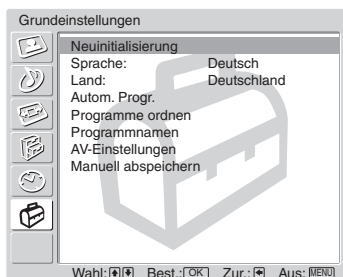 Grundeinstellungen
Neuinitialisierung
Sprache: Deutsch
Land: Deutschland
Autom. Progr.
Programme ordnen
Programmnamen
AV-Einstellungen
Manuell abspeichern
Wahl: Best.: OK Zur.: Aus: MENU